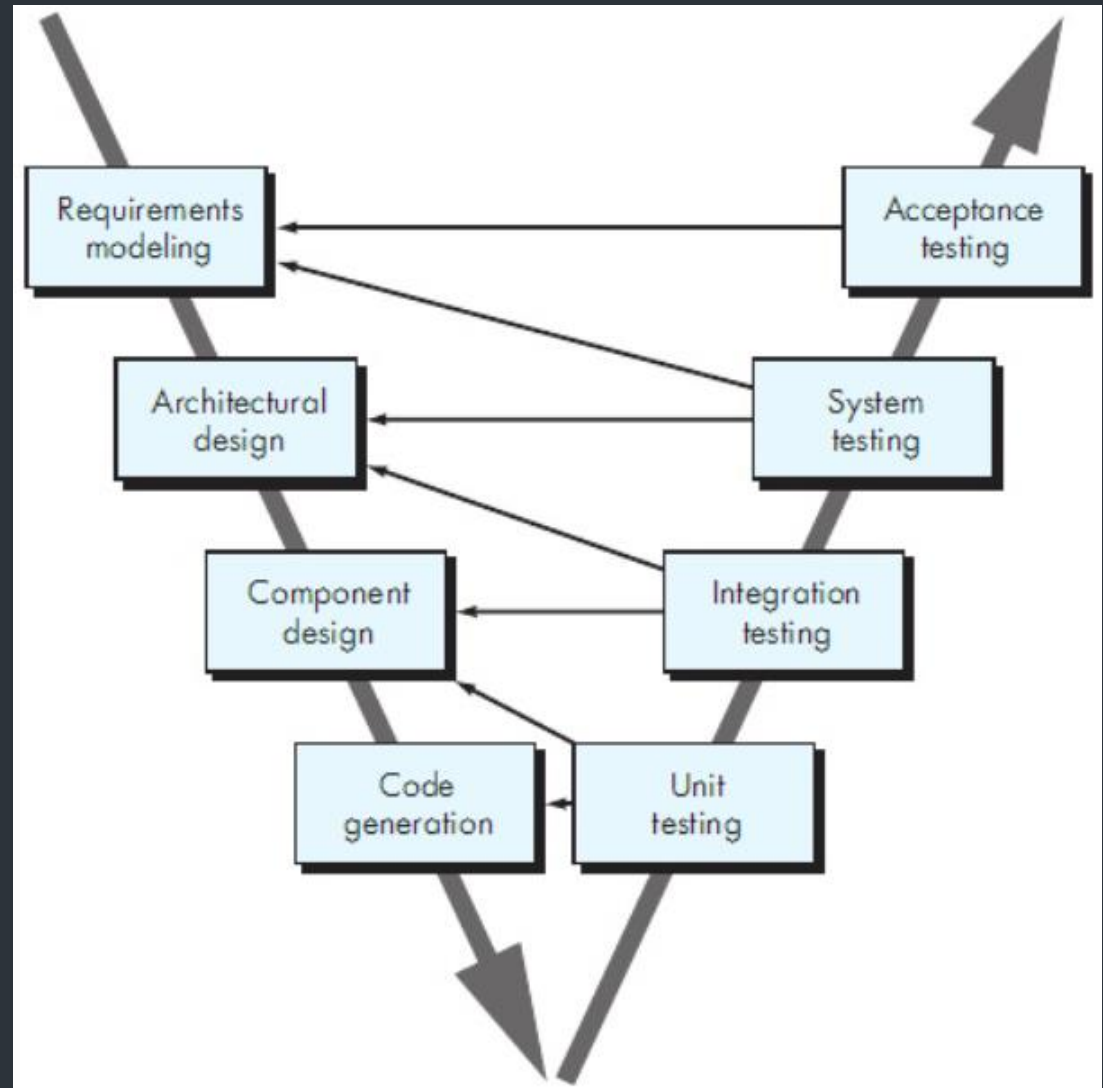 Requirements
modeling
Acceptance
testing
Architectural
design
System
testing
Component
design
Integration
testing
Code
generation
Unit
testing